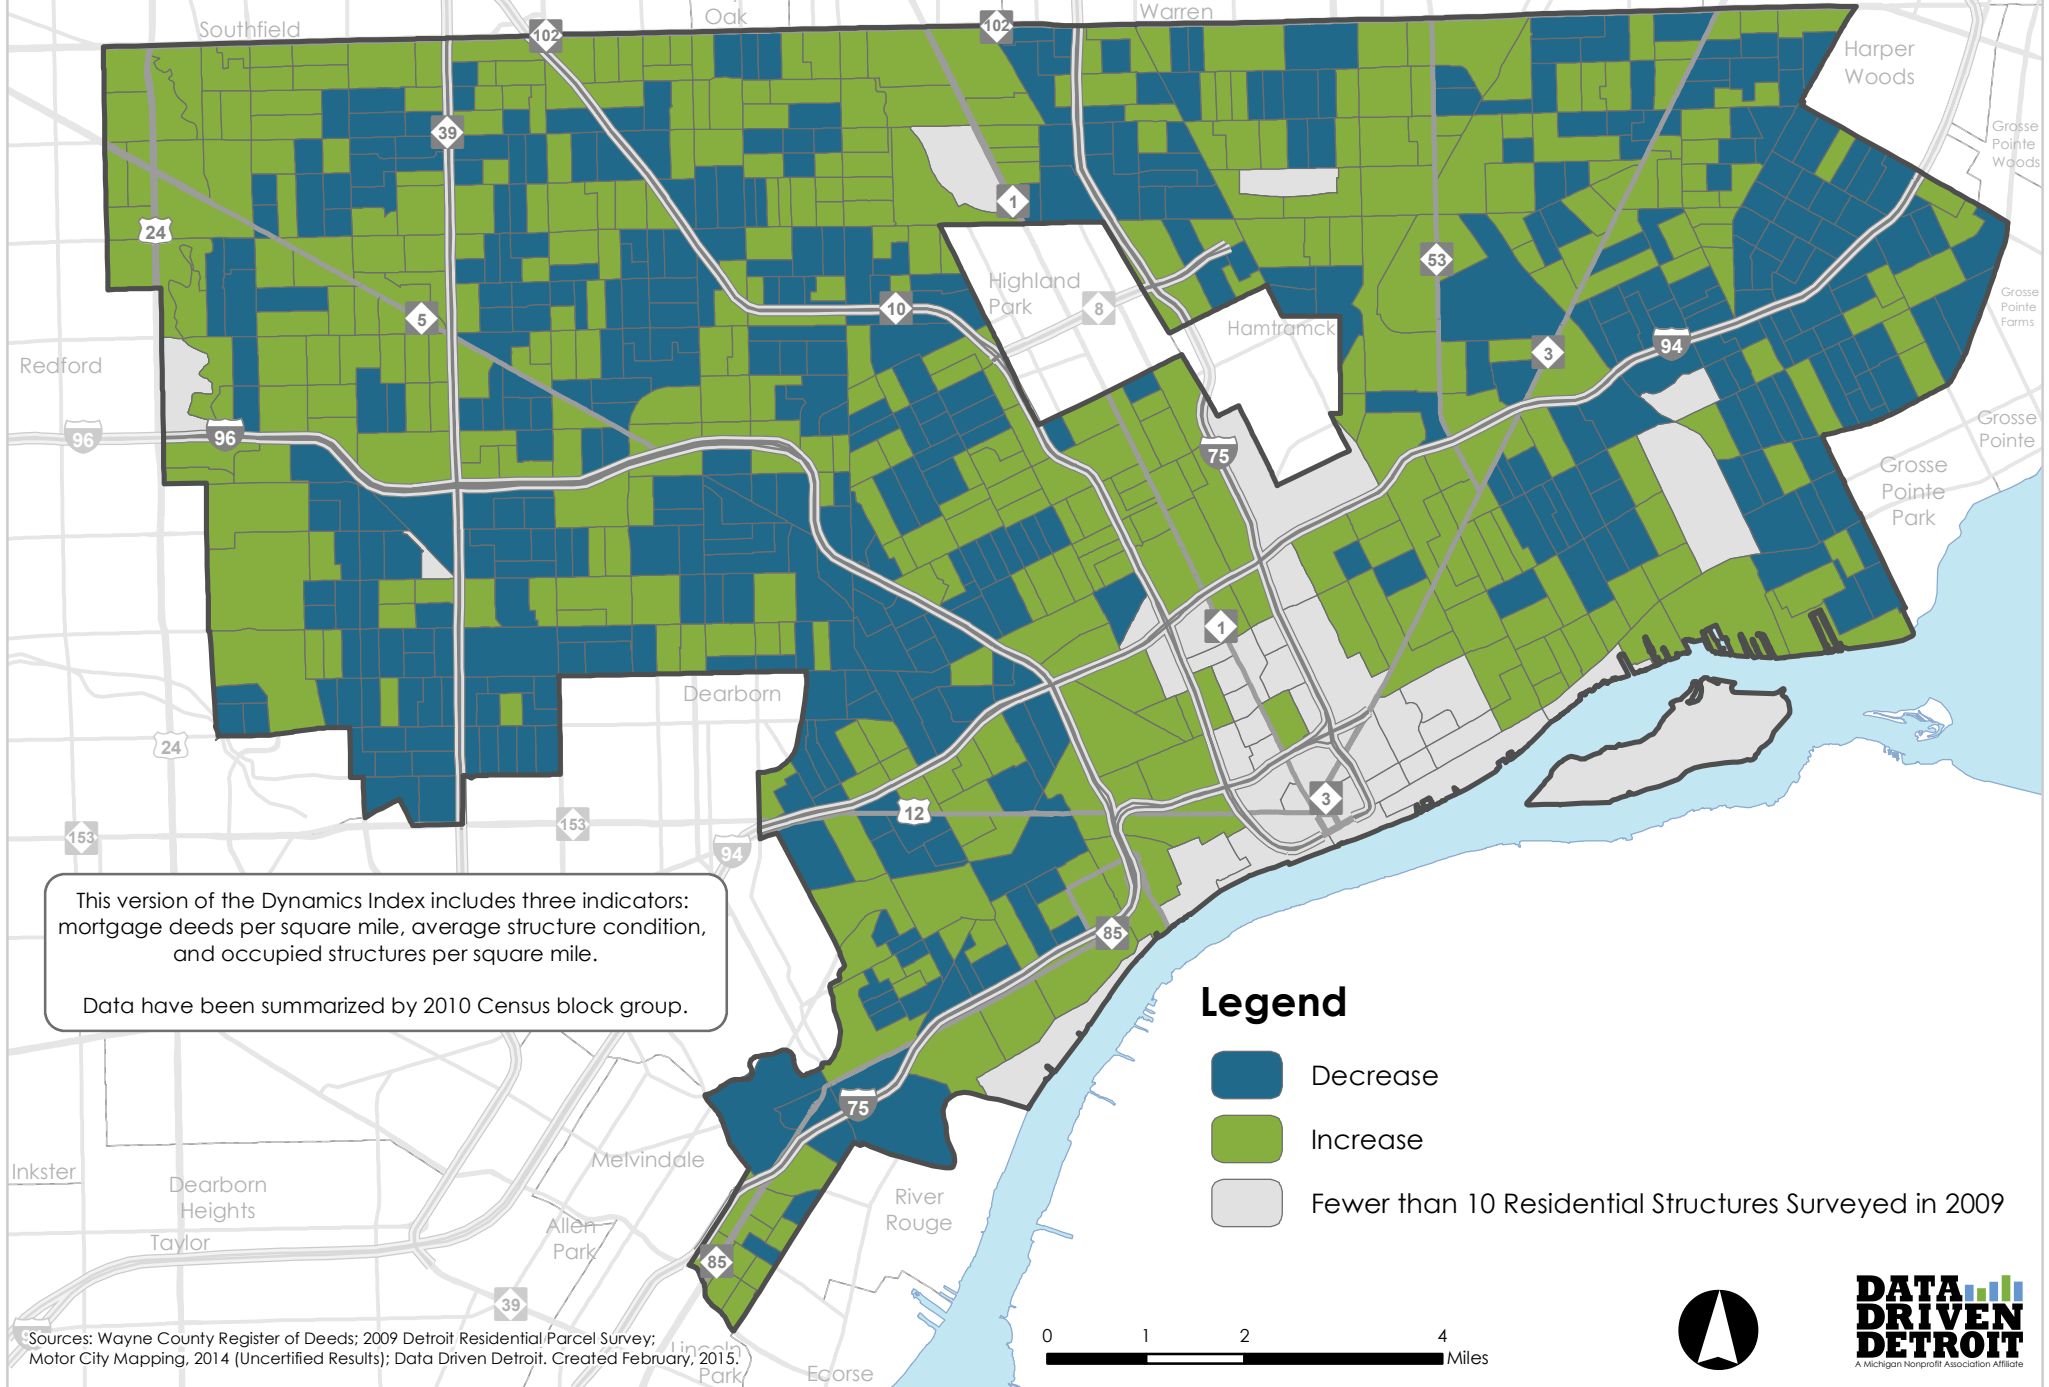 Southfield
Oak
Warren
102
102
Harper
Woods
39
Grosse
Pointe
Woods
1
24
53
Highland
Park
Grosse
Pointe
Farms
5
10
8
Hamtramck
3
94
Redford
Grosse
Pointe
96
96
75
Grosse
Pointe
Park
1
Dearborn
24
3
12
153
153
94
This version of the Dynamics Index includes three indicators:
mortgage deeds per square mile, average structure condition,
and occupied structures per square mile.
Data have been summarized by 2010 Census block group.
85
Legend
Decrease
75
Increase
Melvindale
Inkster
Dearborn
Heights
River
Rouge
Fewer than 10 Residential Structures Surveyed in 2009
Allen
Park
Taylor
85
39
Sources: Wayne County Register of Deeds; 2009 Detroit Residential Parcel Survey;
Motor City Mapping, 2014 (Uncertified Results); Data Driven Detroit. Created February, 2015.
Lincoln
Park
Ecorse
0 1 2 4
Miles
DATA
DRIVEN
DETROIT
A Michigan Nonprofit Association Affiliate